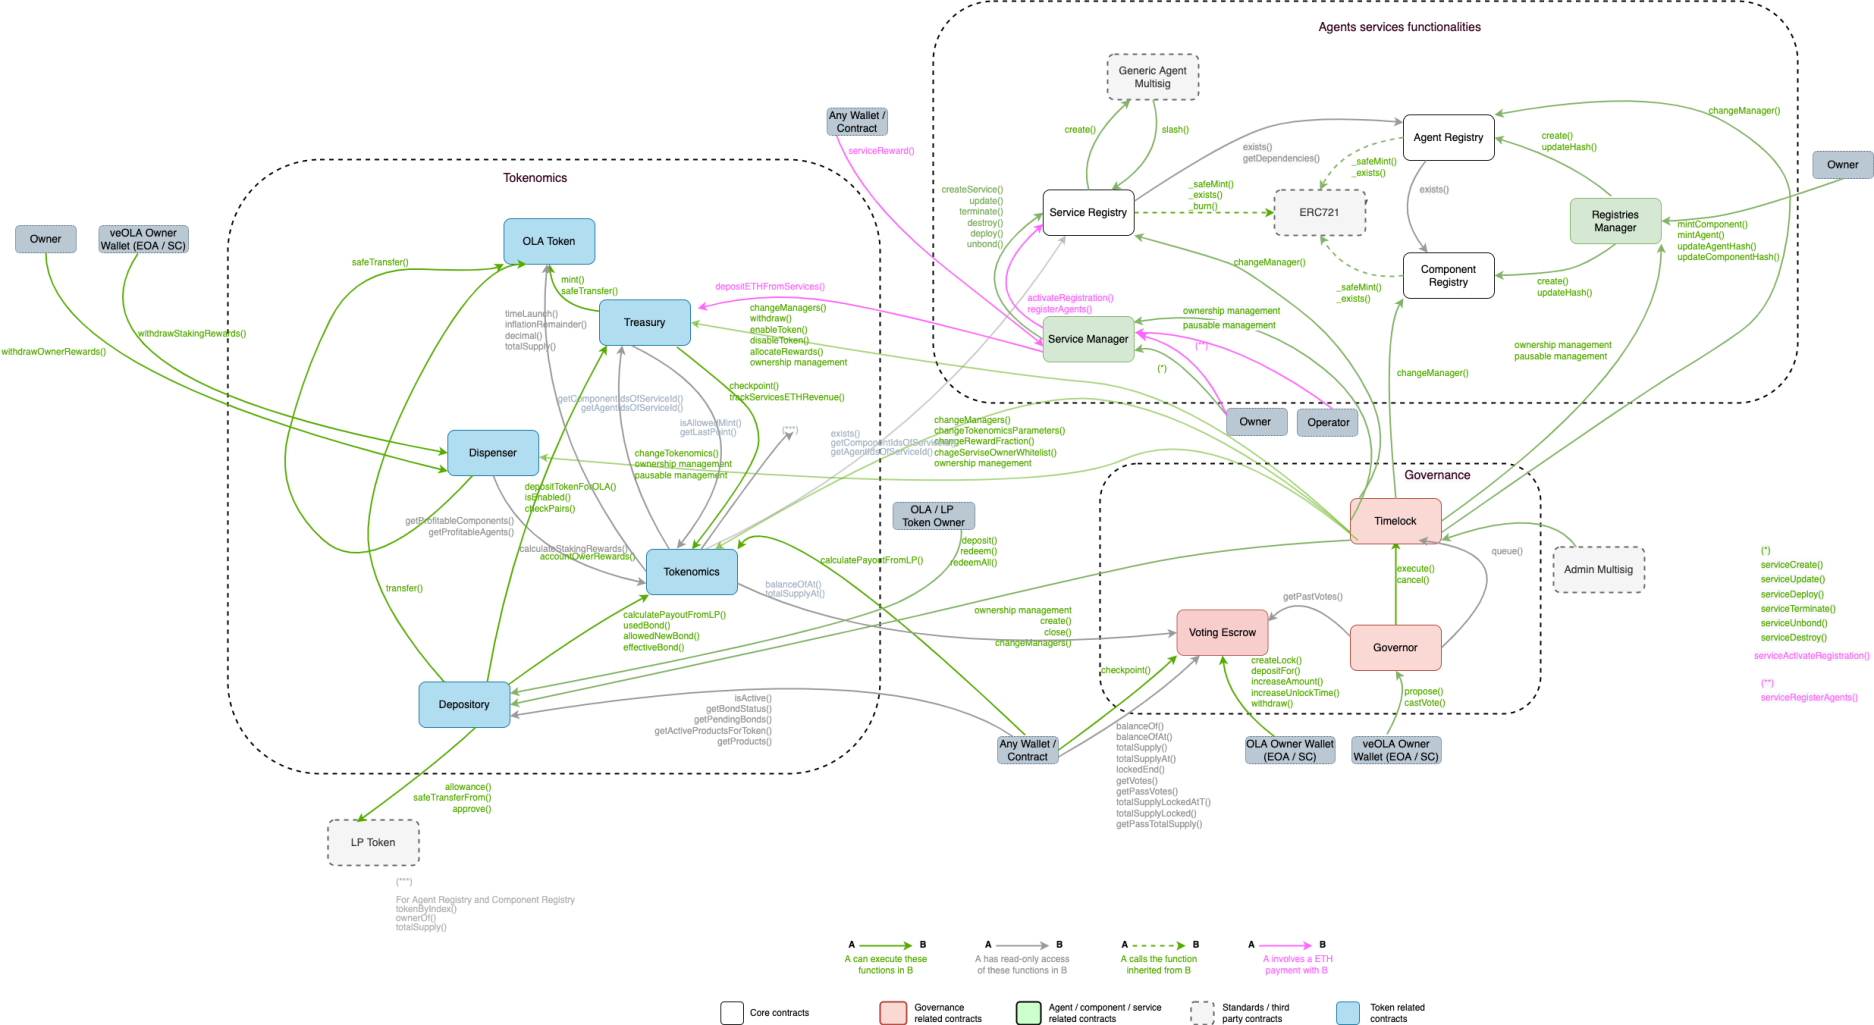 Agents services functionalities
Generic Agent
Multisig
Any Wallet /
Contract
serviceReward()
create()
slash()
changeManager()
Agent Registry
create()
updateHash()
exists()
getDependencies()
_safeMint()
_exists()
Owner
Tokenomics
createService()
update()
terminate()
destroy()
deploy()
unbond()
Service Registry
_safeMint()
_exists()
_burn()
ERC721
exists()
Registries
Manager
mintComponent()
mintAgent()
updateAgentHash()
updateComponentHash()
Owner
veOLA Owner
Wallet (EOA / SC)
OLA Token
safeTransfer()
mint()
safeTransfer()
changeManager()
Component
Registry
_safeMint()
_exists()
create()
updateHash()
depositETHFromServices()
activateRegistration()
registerAgents()
timeLaunch()
inflationRemainder()
decimal()
totalSupply()
Treasury
changeManagers()
withdraw()
enableToken()
disableToken()
allocateRewards()
ownership management
ownership management
pausable management
Service Manager
(**)
(*)
withdrawStakingRewards()
withdrawOwnerRewards()
ownership management
pausable management
changeManager()
checkpoint()
trackServicesETHRevenue()
getComponentIdsOfServiceId()
getAgentIdsOfServiceId()
isAllowedMint()
getLastPoint()
(***)
exists()
getComponentIdsOfServiceId()
getAgentIdsOfServiceId()
changeManagers()
changeTokenomicsParameters()
changeRewardFraction()
chageServiseOwnerWhitelist()
ownership manegement
Owner
Operator
Dispenser
changeTokenomics()
ownership management
pausable management
Governance
depositTokenForOLA()
isEnabled()
checkPairs()
OLA / LP
Token Owner
Timelock
getProfitableComponents()
getProfitableAgents()
calculateStakingRewards()
accountOwerRewards()
deposit()
redeem()
redeemAll()
calculatePayoutFromLP()
queue()
Admin Multisig
execute()
cancel()
transfer()
Tokenomics
balanceOfAt()
totalSupplyAt()
getPastVotes()
calculatePayoutFromLP()
usedBond()
allowedNewBond()
effectiveBond()
ownership management
create()
close()
changeManagers()
Voting Escrow
Governor
checkpoint()
createLock()
depositFor()
increaseAmount()
increaseUnlockTime()
withdraw()
propose()
castVote()
(*)
serviceCreate()
serviceUpdate()
serviceDeploy()
serviceTerminate()
serviceUnbond()
serviceDestroy()
serviceActivateRegistration()
(**)
serviceRegisterAgents()
Depository
isActive()
getBondStatus()
getPendingBonds()
getActiveProductsForToken()
getProducts()
Any Wallet /
Contract
OLA Owner Wallet
(EOA / SC)
veOLA Owner
Wallet (EOA / SC)
balanceOf()
balanceOfAt()
totalSupply()
totalSupplyAt()
lockedEnd()
getVotes()
getPassVotes()
totalSupplyLockedAtT()
totalSupplyLocked()
getPassTotalSupply()
allowance()
safeTransferFrom()
approve()
LP Token
(***)
For Agent Registry and Component Registry
tokenByIndex()
ownerOf()
totalSupply()
A B
A can execute these
functions in B
A B
A has read-only access
of these functions in B
A B
A calls the function
inherited from B
A B
A involves a ETH
payment with B
Core contracts
Governance
related contracts
Agent / component / service
related contracts
Standards / third
party contracts
Token related
contracts